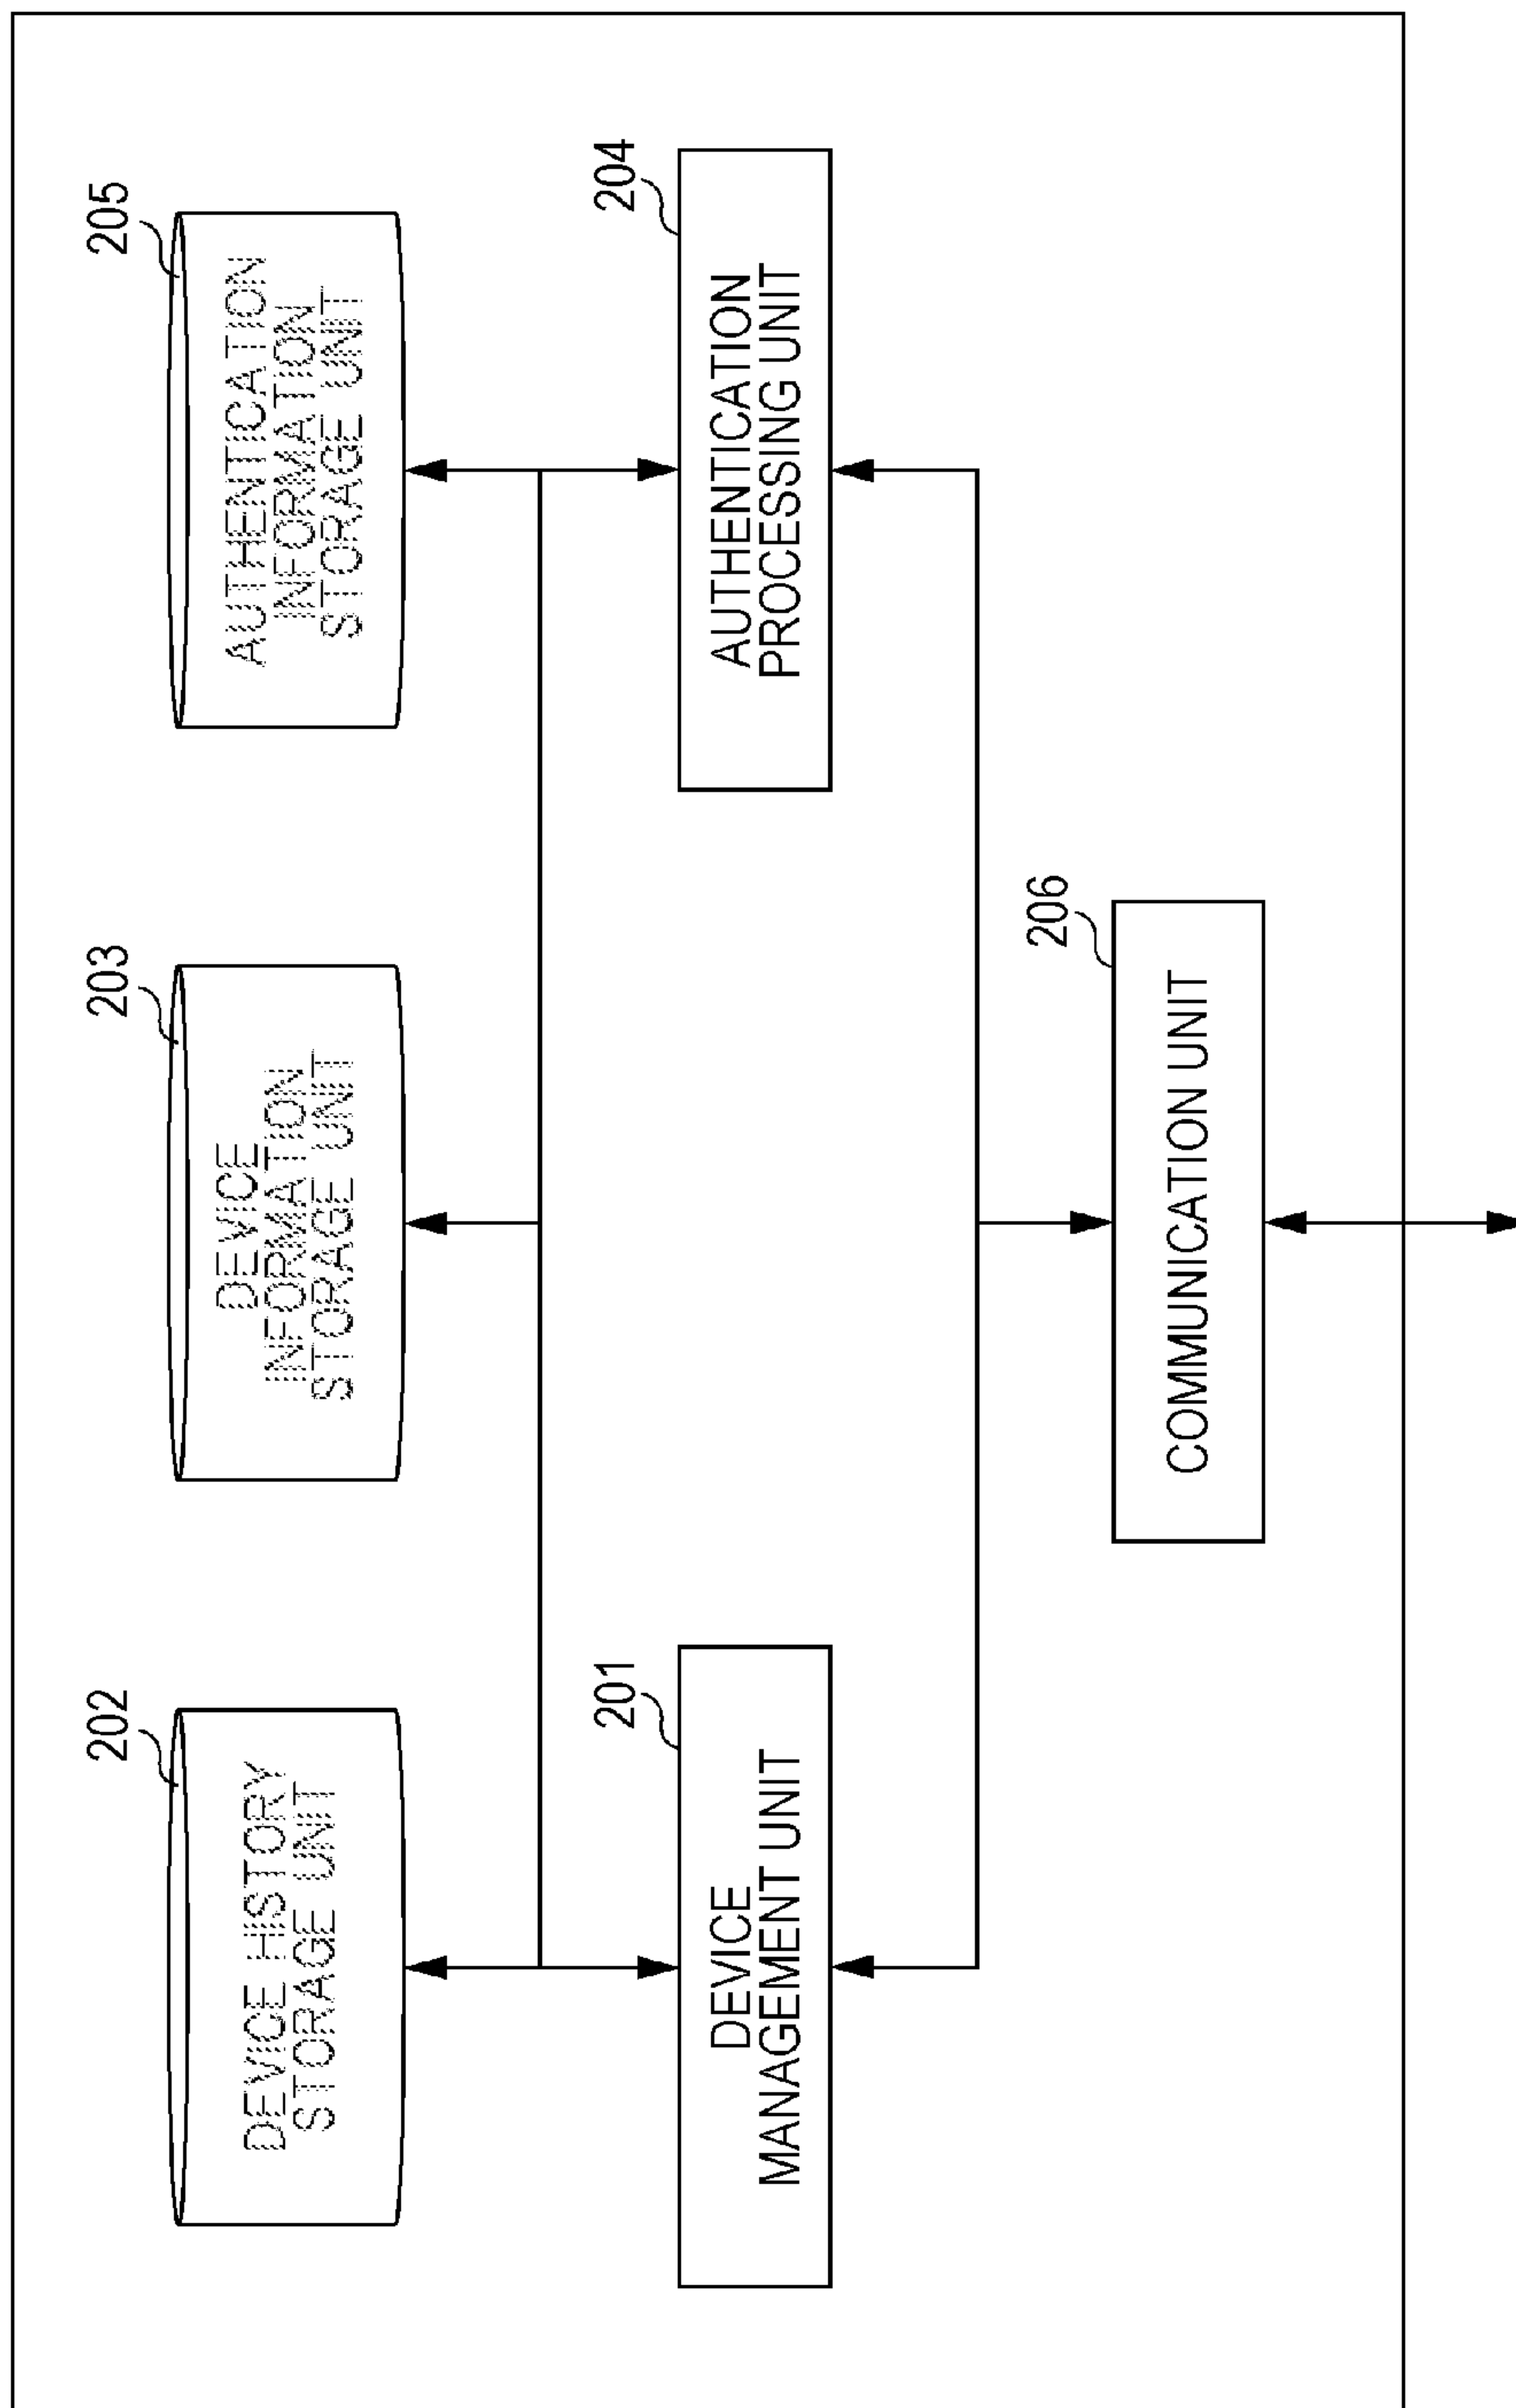 202
DEVICE HISTORY
STORAGE UNIT
203
DEVICE
INFORMATION
STORAGE UNIT
205
AUTHENTICATION
INFORMATION
STORAGE UNIT
201
DEVICE
MANAGEMENT UNIT
204
AUTHENTICATION
PROCESSING UNIT
206
COMMUNICATION UNIT